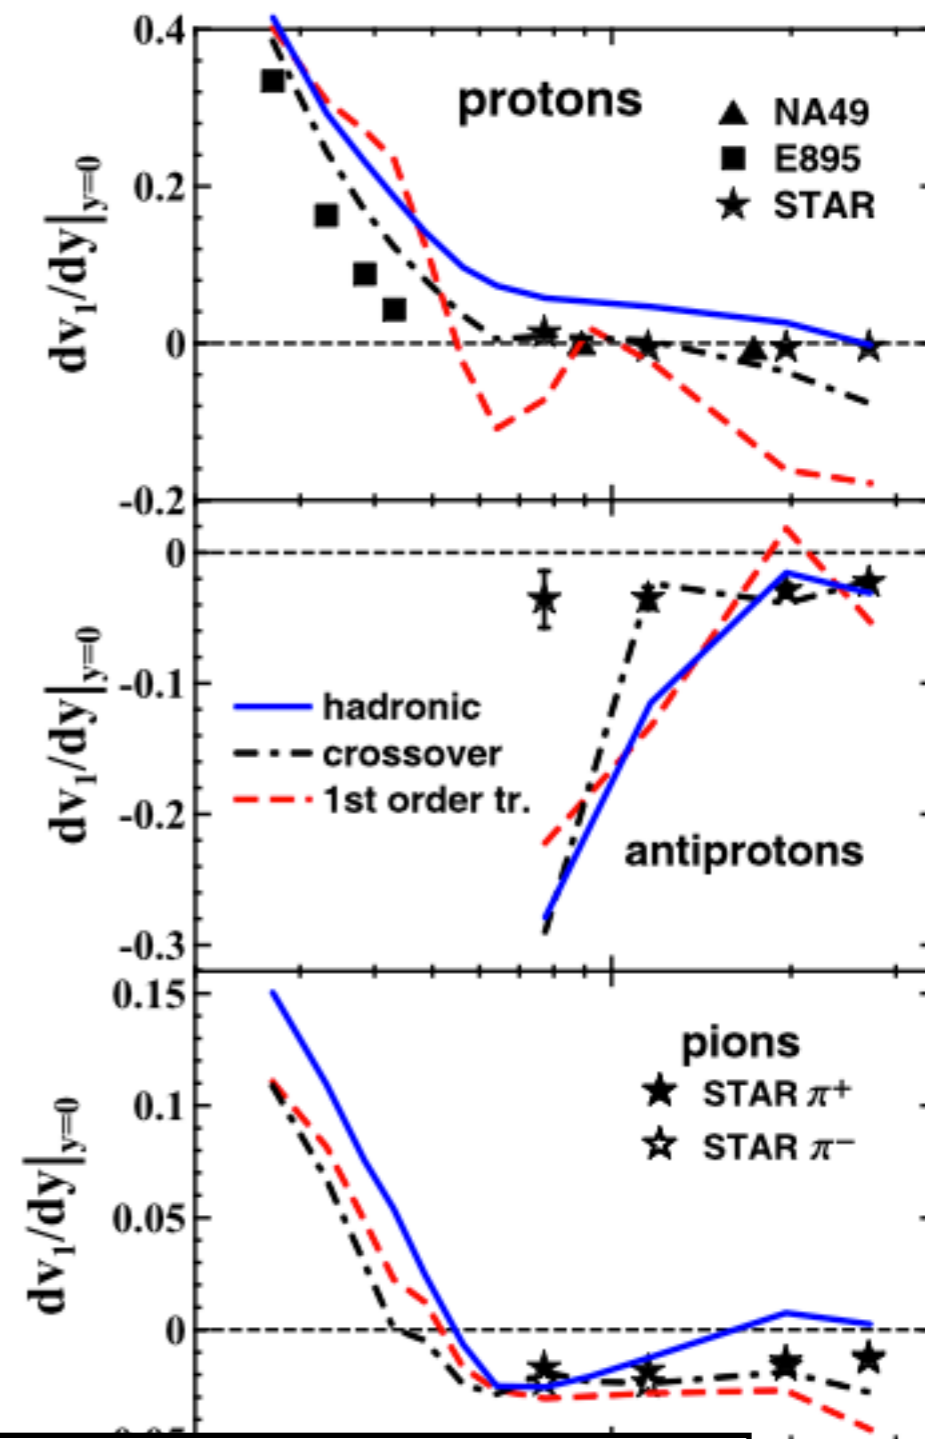 0.4
protons
NA49
E895
STAR
0.2
0
-0.2
dv₁/dy|y=0
0
-0.1
-0.2
-0.3
dv₁/dy|y=0
hadronic
crossover
1st order tr.
antiprotons
0.15
pions
STAR π⁺
STAR π⁻
0.1
0.05
0
dv₁/dy|y=0